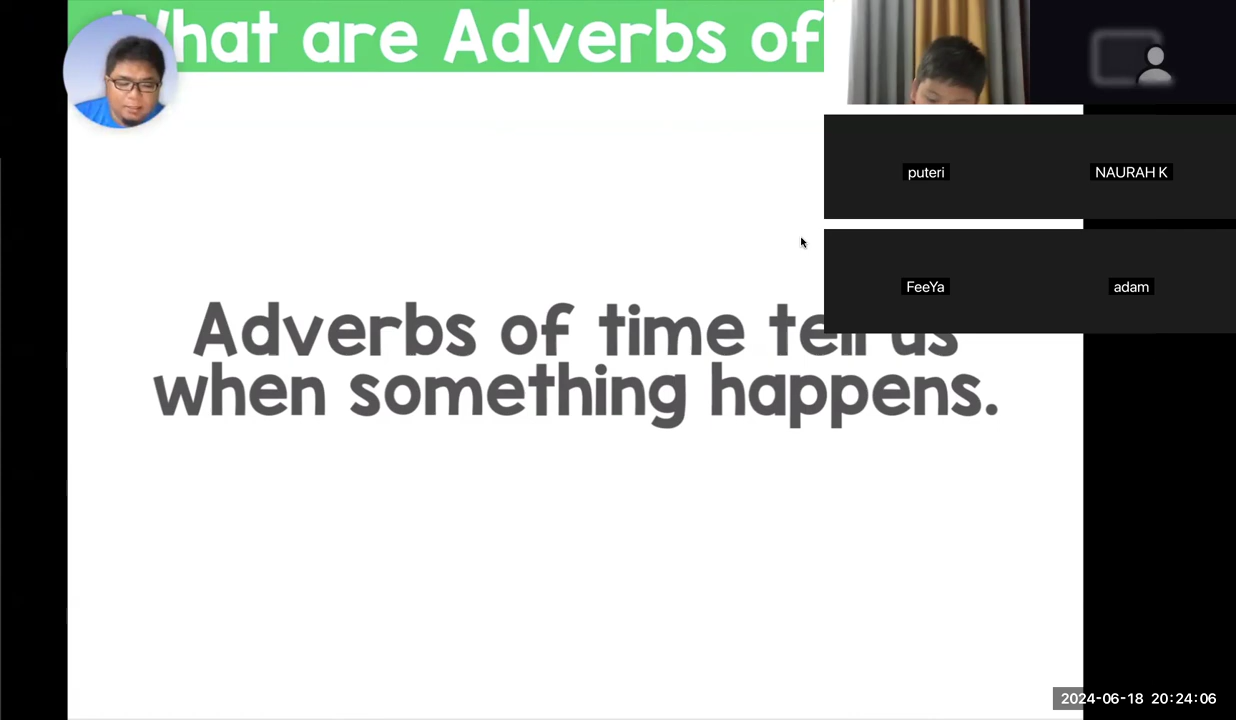 What are Adverbs of
puteri
NAURAH K
FeeYa
adam
Adverbs of time tell us
when something happens.
2024-06-18 20:24:06